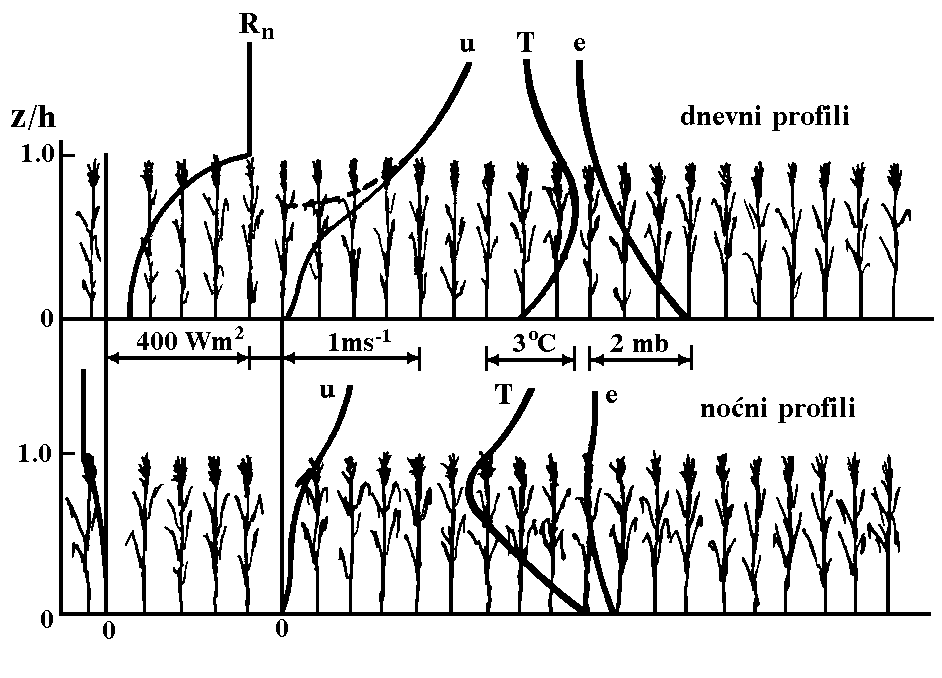 Rn
u T e
z/h
dnevni profili
1.0
0
400 Wm² 1ms⁻¹ 3°C 2 mb
u T e
noćni profili
1.0
0
0 0